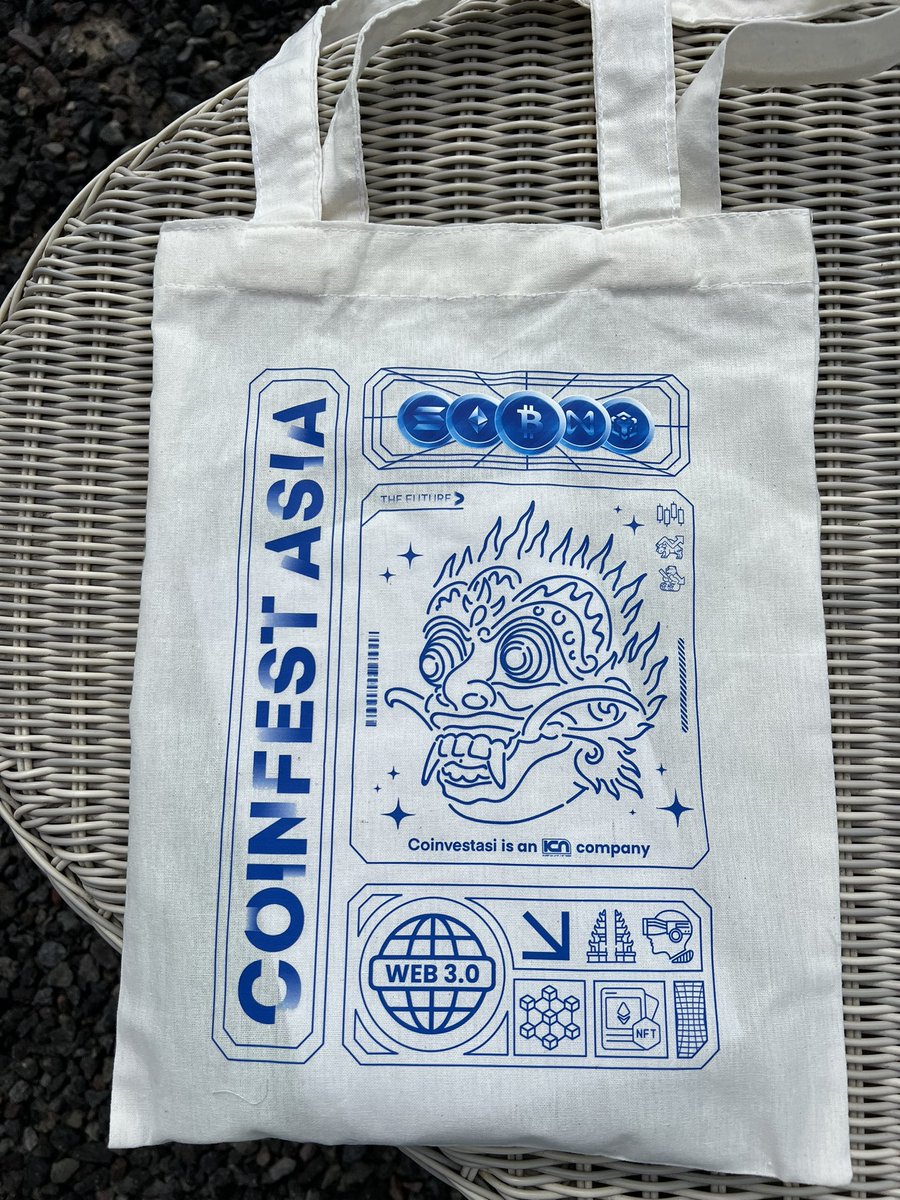 COINFEST ASIA
THE FUTURE
Coinvestasi is an ICN company
WEB 3.0
NFT